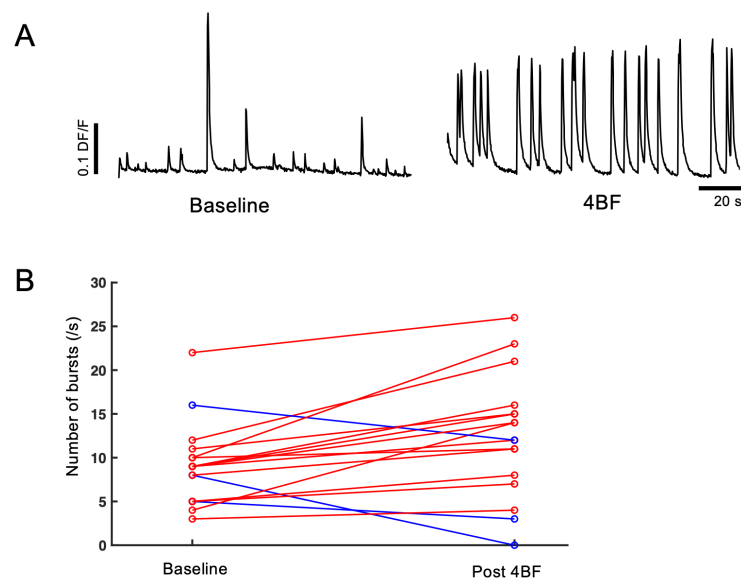 A
0.1 DF/F
Baseline
4BF
20 s
B
Number of bursts (/s)
30
25
20
15
10
5
0
Baseline
Post 4BF